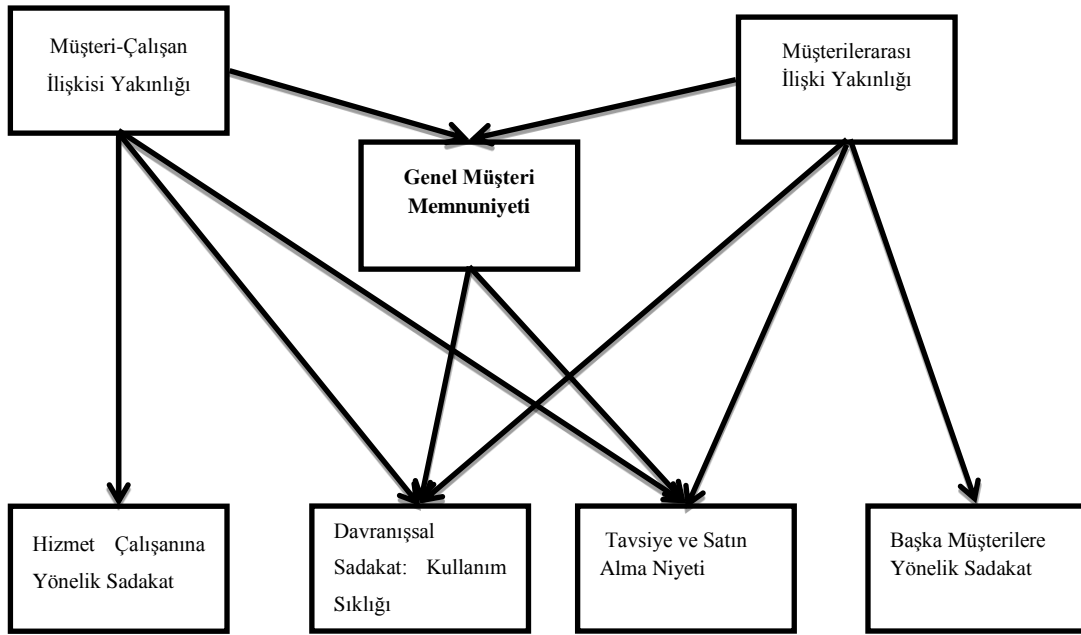 Müşteri-Çalışan
İlişkisi Yakınlığı
Müşterilerarası
İlişki Yakınlığı
Genel Müşteri
Memnuniyeti
Hizmet Çalışanına
Yönelik Sadakat
Davranışsal
Sadakat: Kullanım
Sıklığı
Tavsiye ve Satın
Alma Niyeti
Başka Müşterilere
Yönelik Sadakat